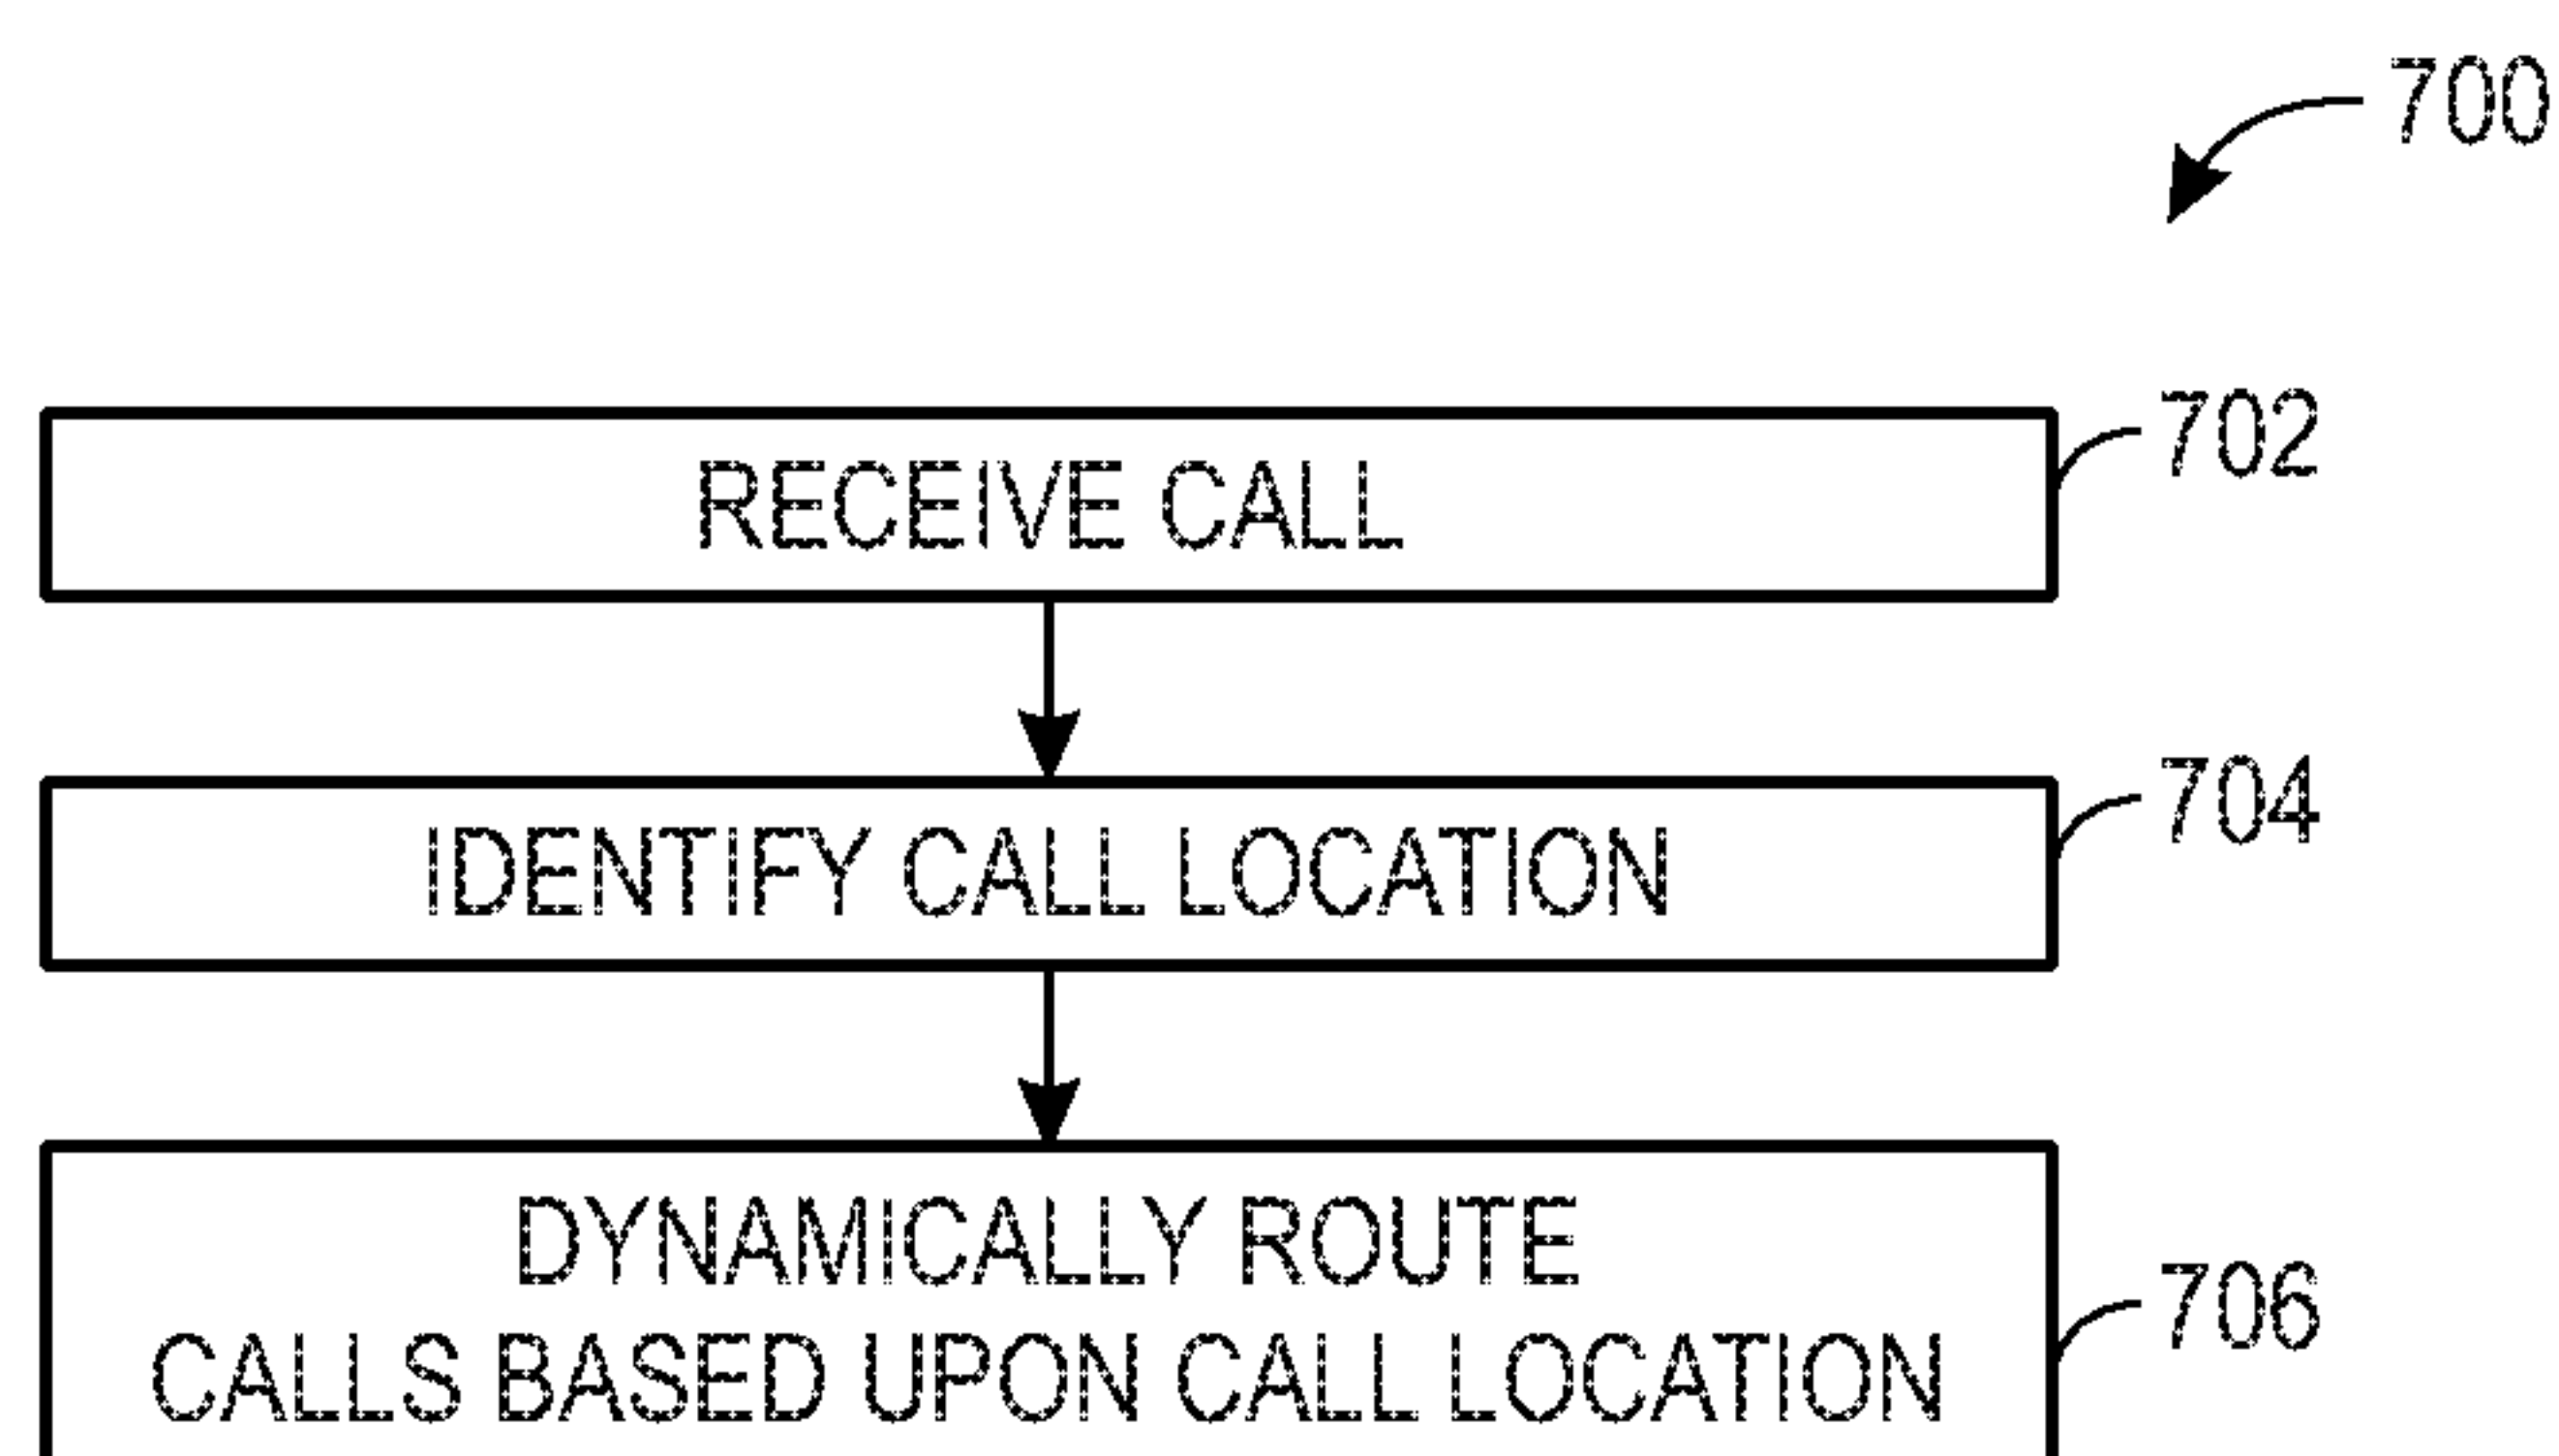 700
RECEIVE CALL
702
IDENTIFY CALL LOCATION
704
DYNAMICALLY ROUTE
CALLS BASED UPON CALL LOCATION
706